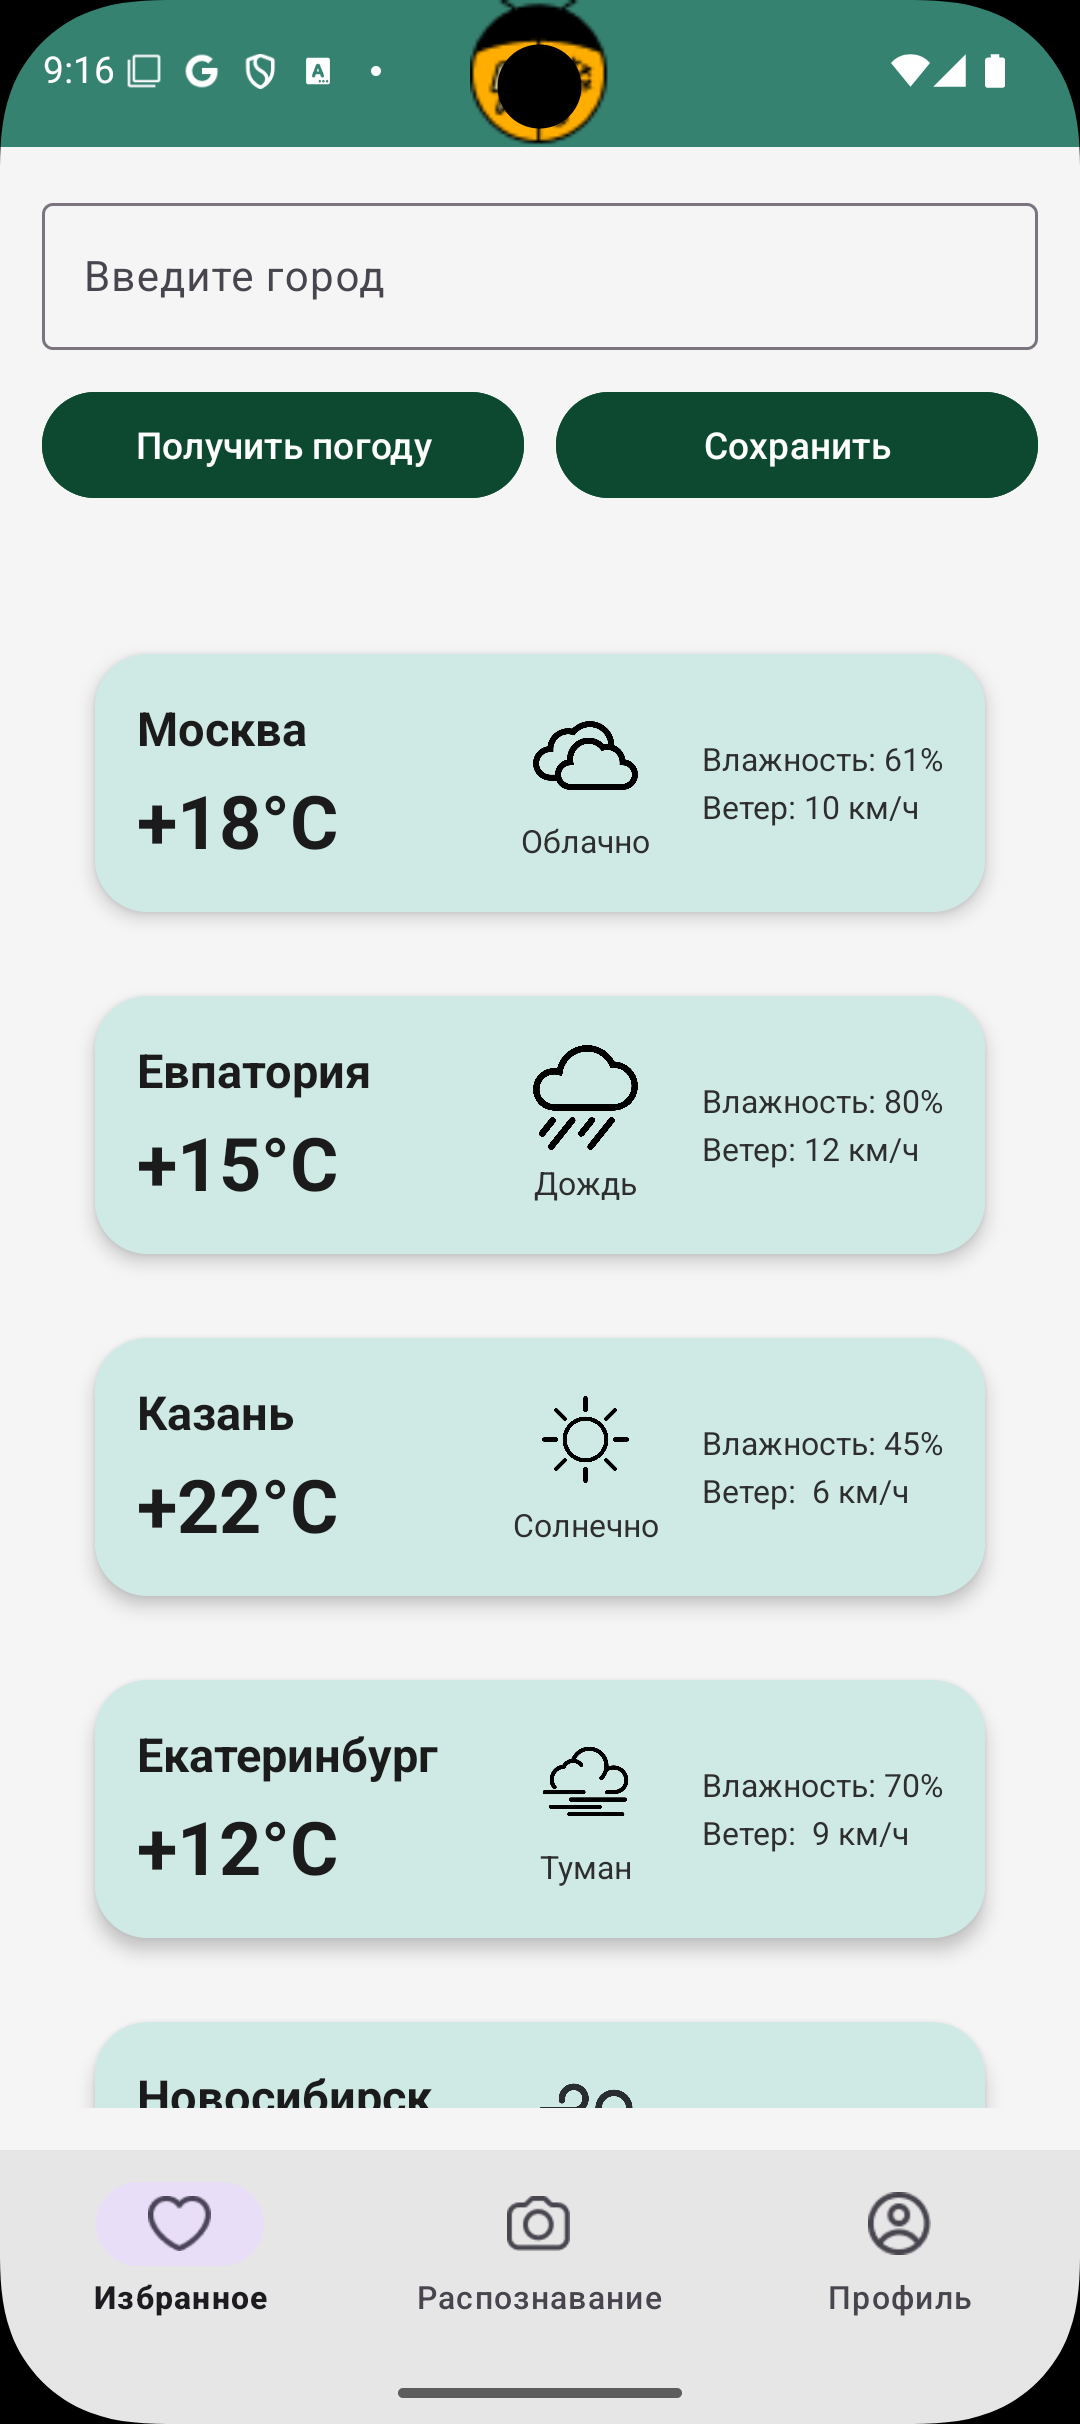 9:16
Введите город
Получить погоду
Сохранить
Москва
+18°C
Облачно
Влажность: 61%
Ветер: 10 км/ч
Евпатория
+15°C
Дождь
Влажность: 80%
Ветер: 12 км/ч
Казань
+22°C
Солнечно
Влажность: 45%
Ветер:  6 км/ч
Екатеринбург
+12°C
Туман
Влажность: 70%
Ветер:  9 км/ч
Новосибирск
Избранное
Распознавание
Профиль